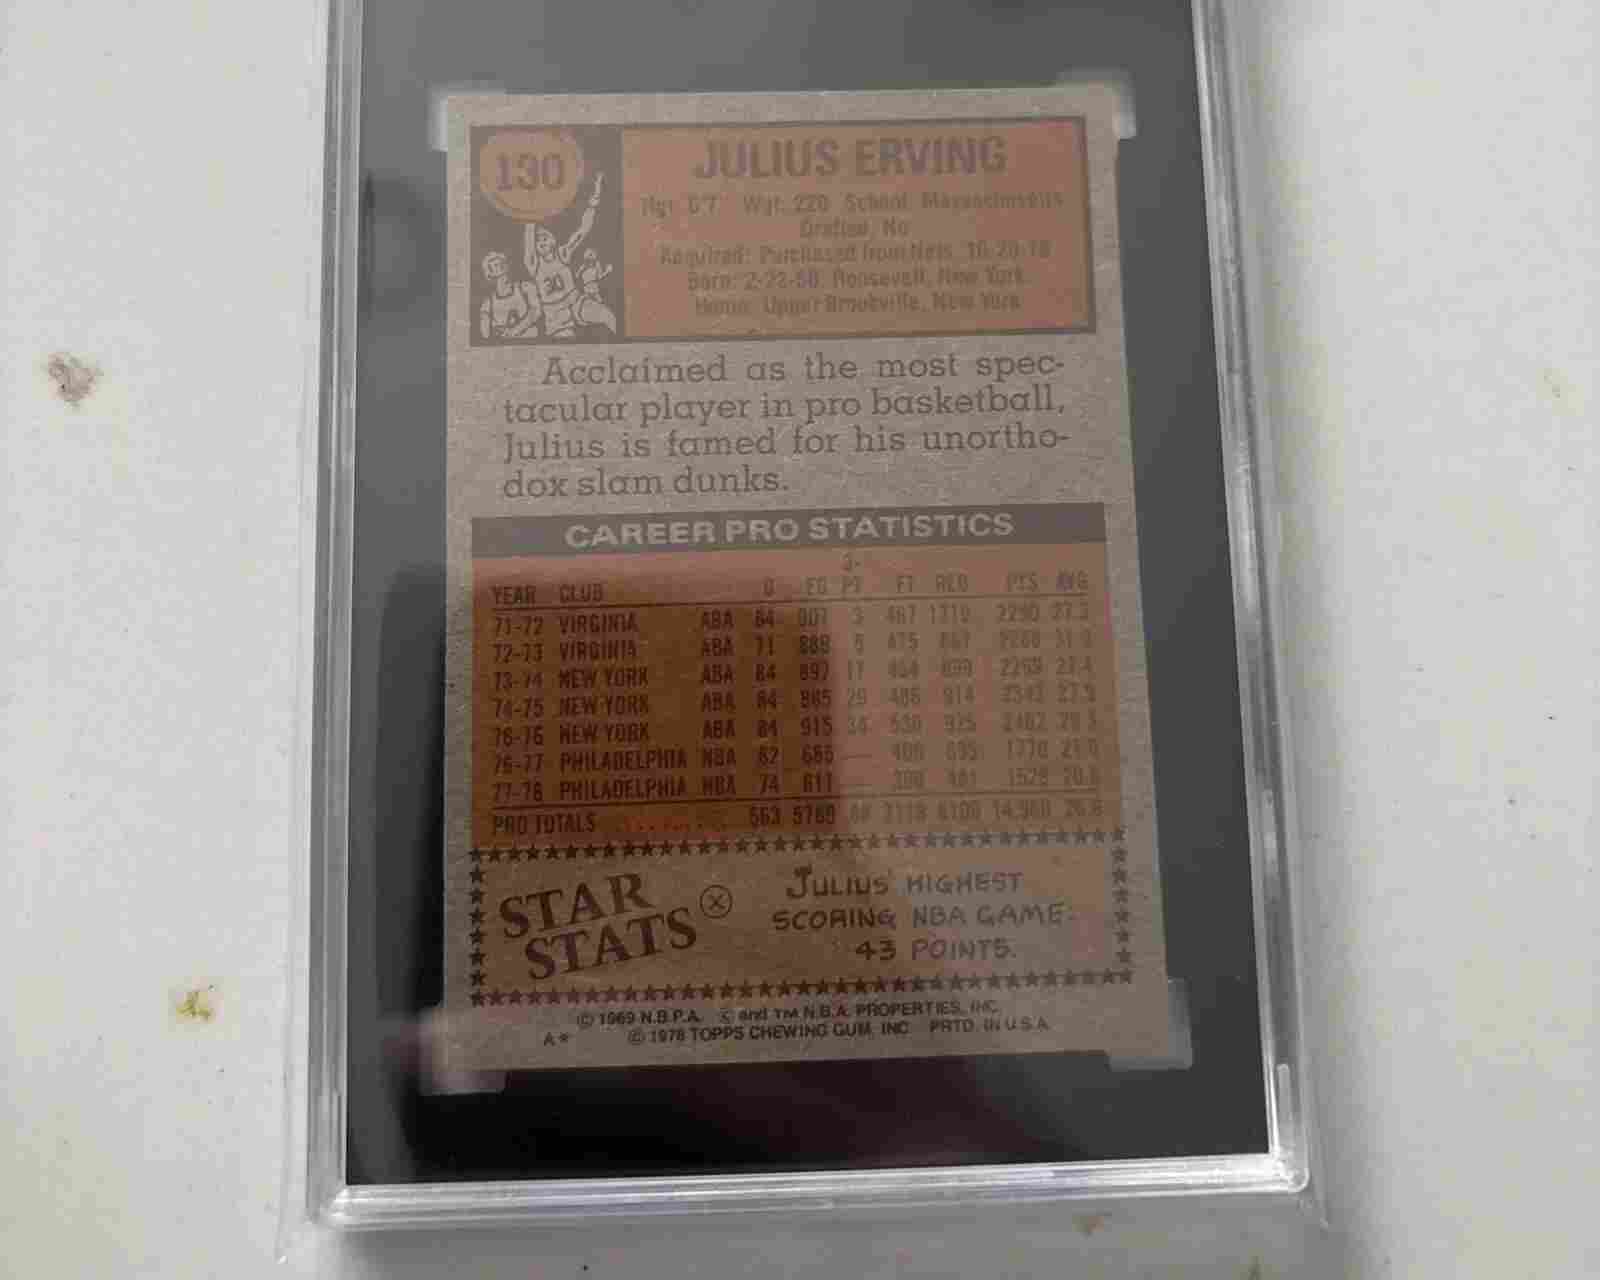 130
JULIUS ERVING
Hgt: 6'7" Wgt: 220 School: Massachusetts
Drafted: No
Acquired: Purchased from Nets, 10-20-76
Born: 2-22-50, Roosevelt, New York
Home: Upper Brookville, New York
30
Acclaimed as the most spec-
tacular player in pro basketball,
Julius is famed for his unortho-
dox slam dunks.
CAREER PRO STATISTICS
3-
YEAR CLUB G FG PT FT REB PTS AVG
71-72 VIRGINIA ABA 84 907 3 467 1319 2290 27.3
72-73 VIRGINIA ABA 71 889 5 475 867 2268 31.9
73-74 NEW YORK ABA 84 897 17 454 899 2299 27.4
74-75 NEW YORK ABA 84 885 29 486 914 2343 27.9
75-76 NEW YORK ABA 84 915 34 530 925 2462 29.3
76-77 PHILADELPHIA NBA 82 685 — 400 695 1770 21.6
77-78 PHILADELPHIA NBA 74 611 — 306 481 1528 20.6
PRO TOTALS 563 5789 88 3118 6100 14,960 26.6
STAR
STATS
JULIUS' HIGHEST
SCORING NBA GAME:
43 POINTS.
© 1969 N.B.P.A. © and TM N.B.A. PROPERTIES, INC.
A* © 1978 TOPPS CHEWING GUM, INC. PRTD. IN U.S.A.